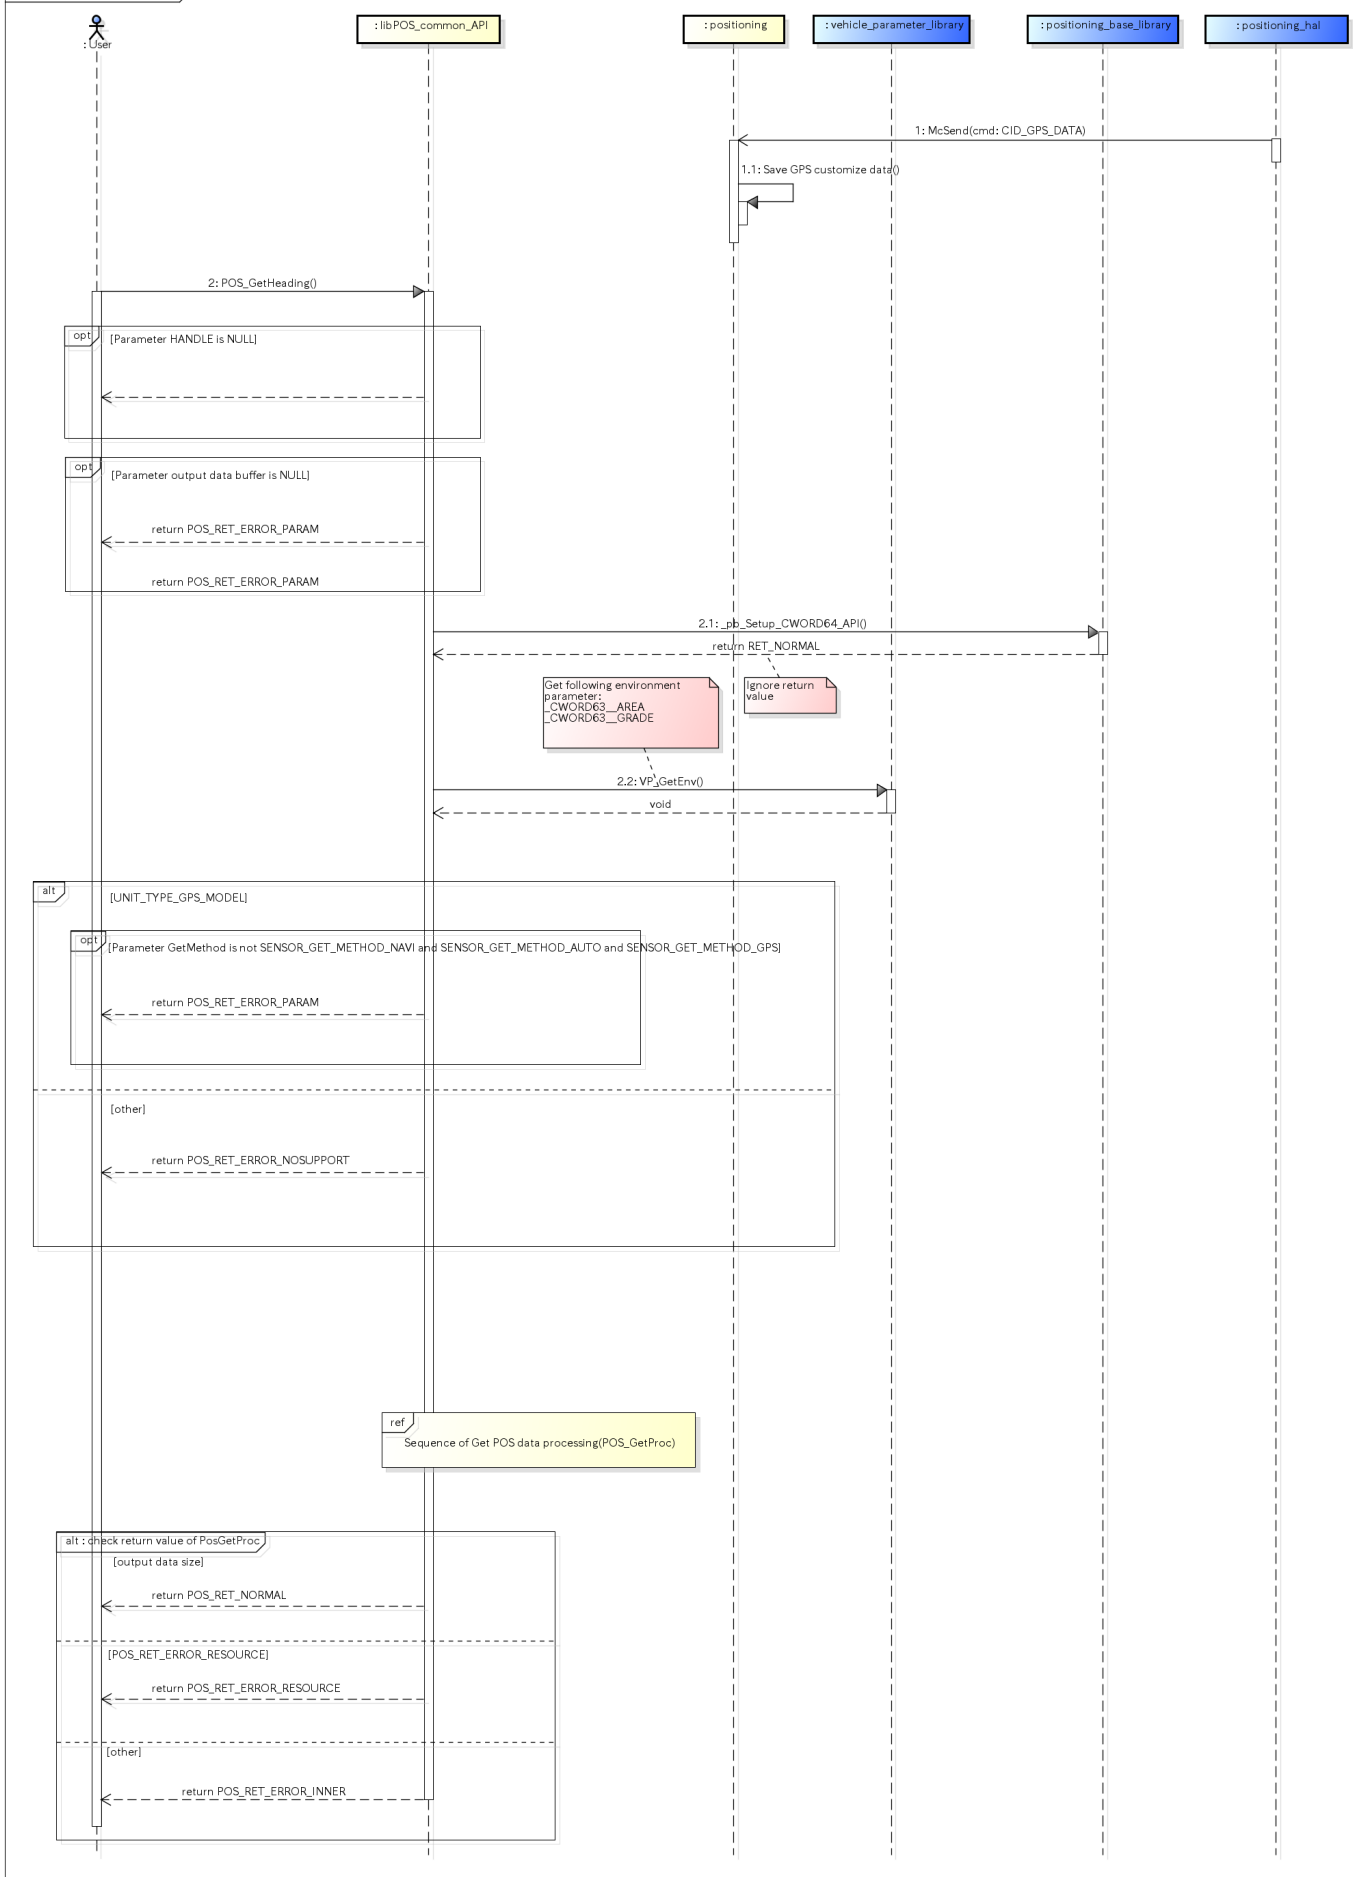 : User
: libPOS_common_API
: positioning
: vehicle_parameter_library
: positioning_base_library
: positioning_hal
1: McSend(cmd: CID_GPS_DATA)
1.1: Save GPS customize data()
2: POS_GetHeading()
opt
[Parameter HANDLE is NULL]
opt
[Parameter output data buffer is NULL]
return POS_RET_ERROR_PARAM
return POS_RET_ERROR_PARAM
2.1: _pb_Setup_CWORD64_API()
return RET_NORMAL
Get following environment
parameter:
_CWORD63__AREA
_CWORD63__GRADE
Ignore return
value
2.2: VP_GetEnv()
void
alt
[UNIT_TYPE_GPS_MODEL]
opt
[Parameter GetMethod is not SENSOR_GET_METHOD_NAVI and SENSOR_GET_METHOD_AUTO and SENSOR_GET_METHOD_GPS]
return POS_RET_ERROR_PARAM
[other]
return POS_RET_ERROR_NOSUPPORT
ref
Sequence of Get POS data processing(POS_GetProc)
alt : check return value of PosGetProc
[output data size]
return POS_RET_NORMAL
[POS_RET_ERROR_RESOURCE]
return POS_RET_ERROR_RESOURCE
[other]
return POS_RET_ERROR_INNER